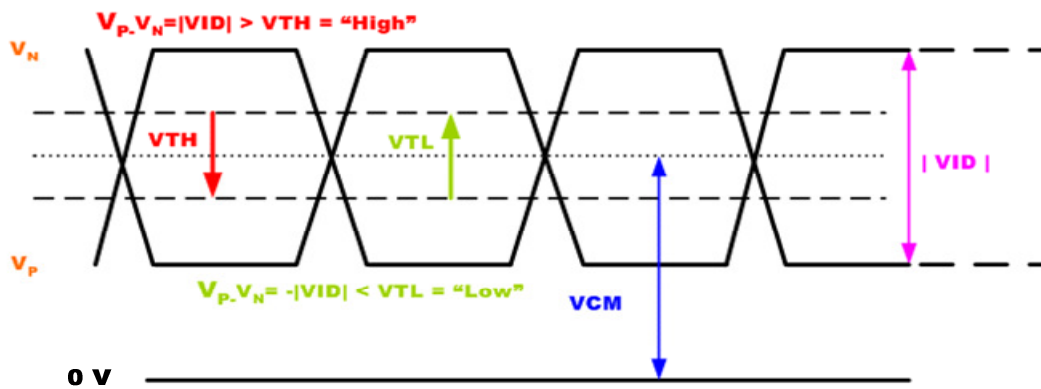 VP-VN=|VID| > VTH = “High”
VN
VTH
VTL
| VID |
VP
VP-VN= -|VID| < VTL = “Low”
VCM
0 V